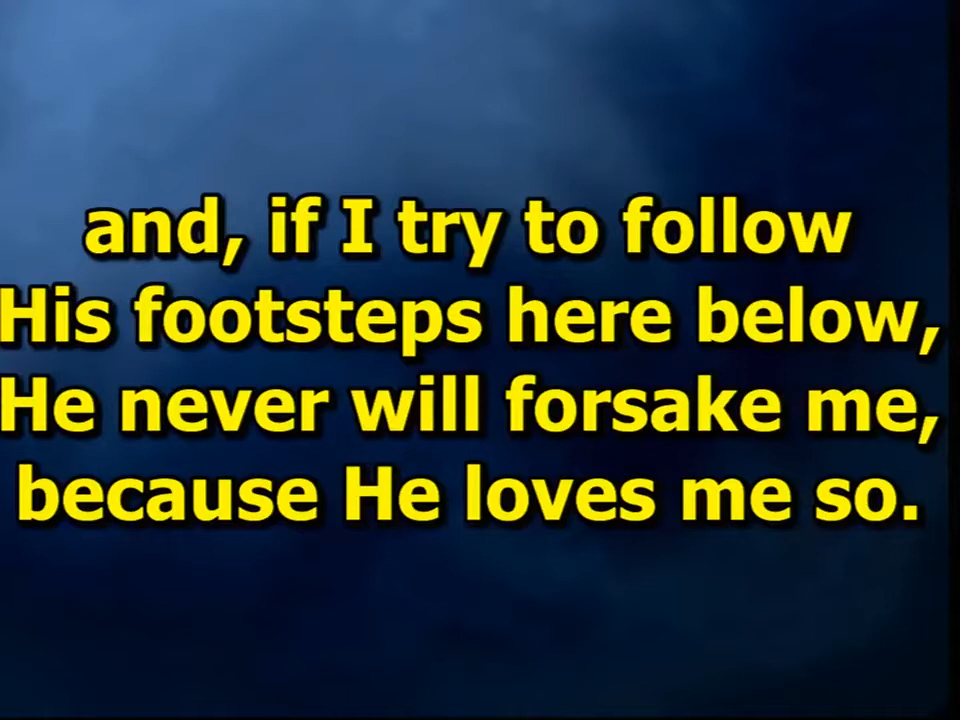 and, if I try to follow
His footsteps here below,
He never will forsake me,
because He loves me so.